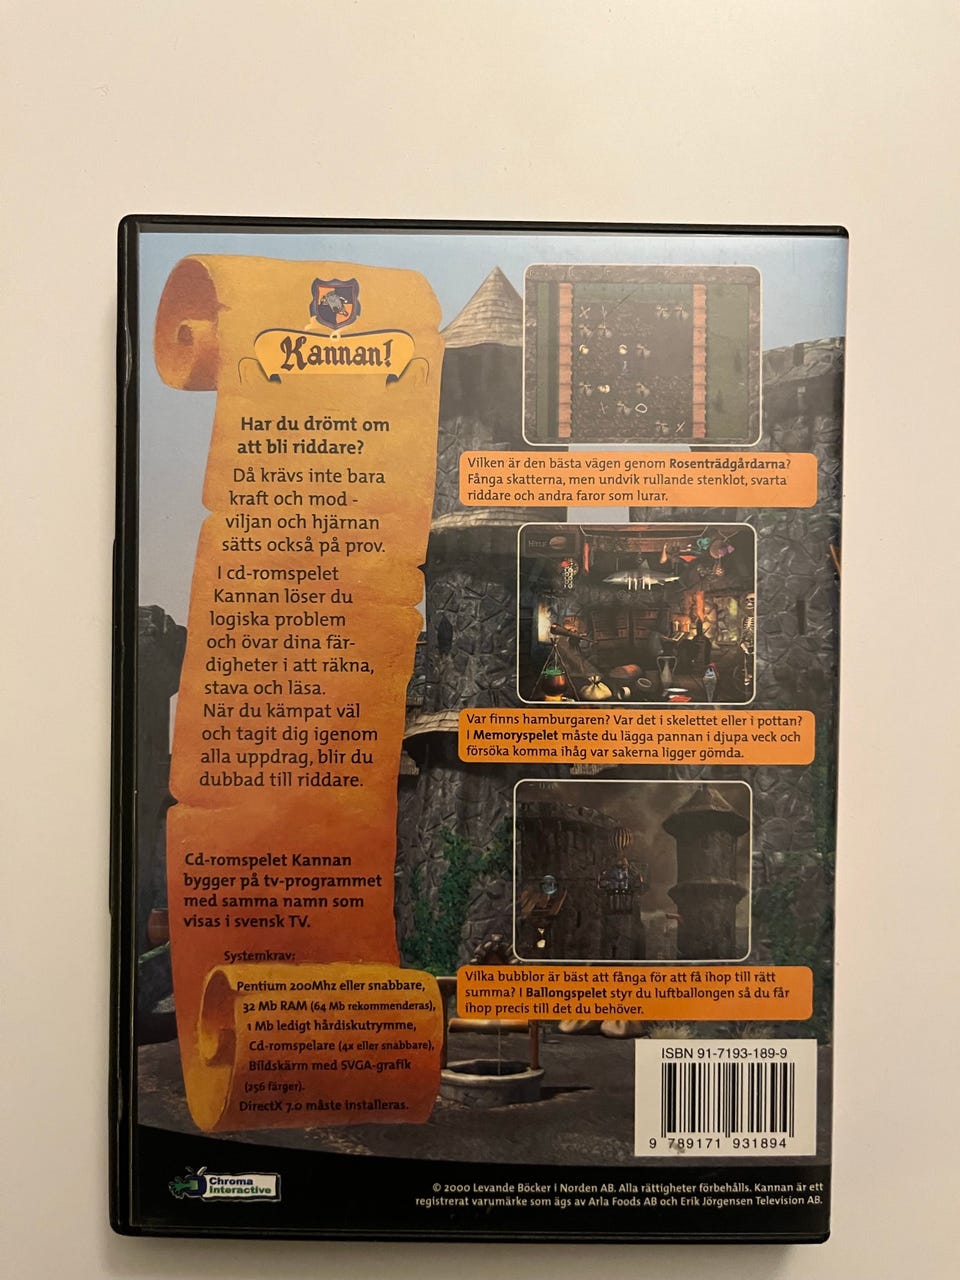 Kannan!
Har du drömt om
att bli riddare?
Då krävs inte bara
kraft och mod -
viljan och hjärnan
sätts också på prov.
I cd-romspelet
Kannan löser du
logiska problem
och övar dina fär-
digheter i att räkna,
stava och läsa.
När du kämpat väl
och tagit dig igenom
alla uppdrag, blir du
dubbad till riddare.
Cd-romspelet Kannan
bygger på tv-programmet
med samma namn som
visas i svensk TV.
Systemkrav:
Pentium 200Mhz eller snabbare,
32 Mb RAM (64 Mb rekommenderas),
1 Mb ledigt hårdiskutrymme,
Cd-romspelare (4x eller snabbare),
Bildskärm med SVGA-grafik
(256 färger).
DirectX 7.0 måste installeras.
Vilken är den bästa vägen genom Rosenträdgårdarna?
Fånga skatterna, men undvik rullande stenklot, svarta
riddare och andra faror som lurar.
Var finns hamburgaren? Var det i skelettet eller i pottan?
I Memoryspelet måste du lägga pannan i djupa veck och
försöka komma ihåg var sakerna ligger gömda.
Vilka bubblor är bäst att fånga för att få ihop till rätt
summa? I Ballongspelet styr du luftballongen så du får
ihop precis till det du behöver.
ISBN 91-7193-189-9
9 789171 931894
Chroma
Interactive
© 2000 Levande Böcker i Norden AB. Alla rättigheter förbehålls. Kannan är ett
registrerat varumärke som ägs av Arla Foods AB och Erik Jörgensen Television AB.